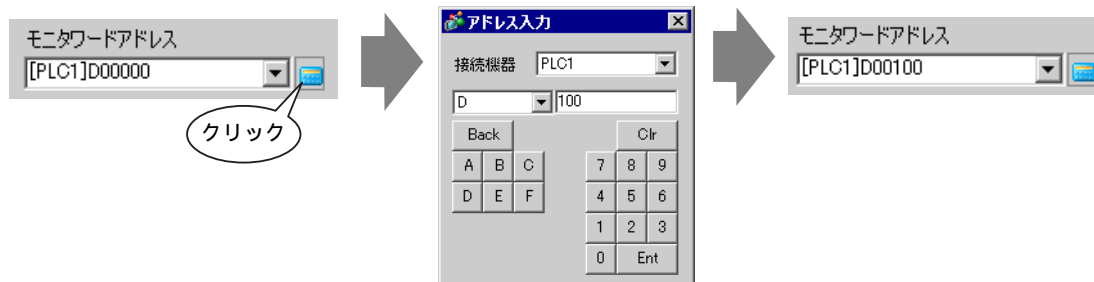 モニタワードアドレス
[PLC1]D00000
クリック
アドレス入力
接続機器 PLC1
D 100
Back Clr
A B C 7 8 9
D E F 4 5 6
1 2 3
0 Ent
モニタワードアドレス
[PLC1]D00100